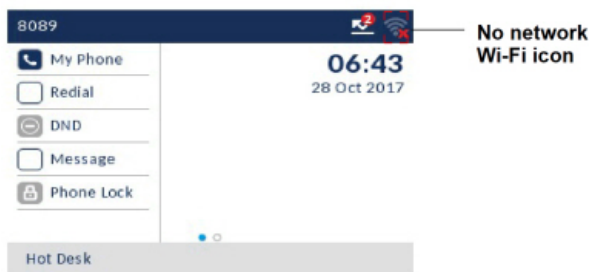 8089
2
No network
Wi-Fi icon
My Phone
06:43
Redial
28 Oct 2017
DND
Message
Phone Lock
Hot Desk